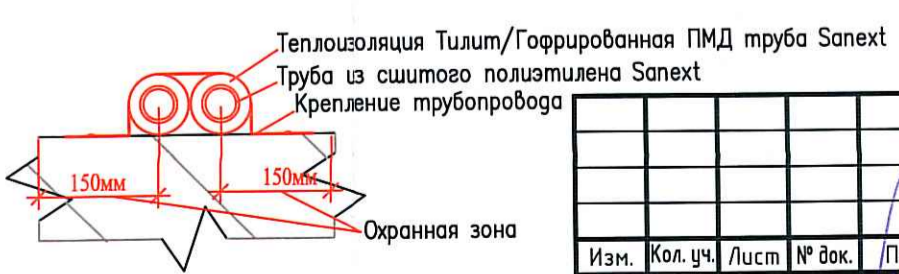 Теплоизоляция Тилит/Гофрированная ПМД труба Sanext
Труба из сшитого полиэтилена Sanext
Крепление трубопровода
150мм
150мм
Охранная зона
Изм. Кол. уч. Лист № док. П